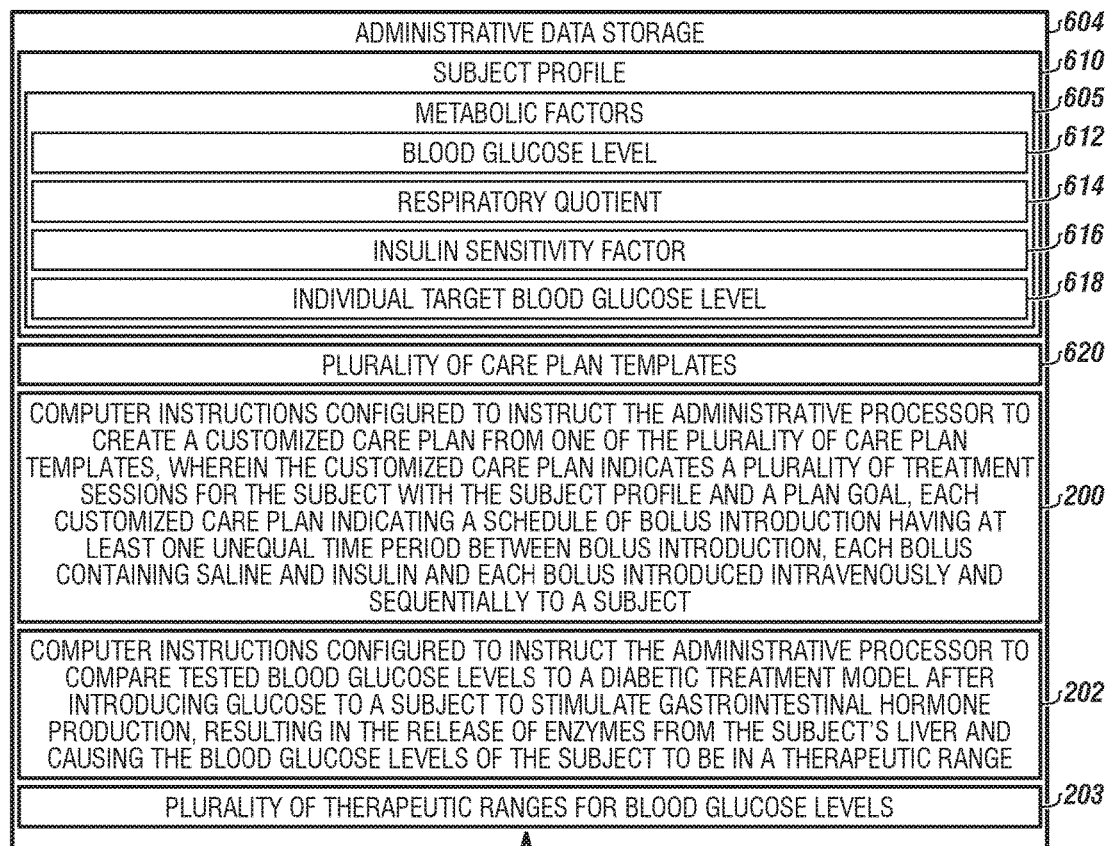 ADMINISTRATIVE DATA STORAGE 604
SUBJECT PROFILE 610
METABOLIC FACTORS 605
BLOOD GLUCOSE LEVEL 612
RESPIRATORY QUOTIENT 614
INSULIN SENSITIVITY FACTOR 616
INDIVIDUAL TARGET BLOOD GLUCOSE LEVEL 618
PLURALITY OF CARE PLAN TEMPLATES 620
COMPUTER INSTRUCTIONS CONFIGURED TO INSTRUCT THE ADMINISTRATIVE PROCESSOR TO
CREATE A CUSTOMIZED CARE PLAN FROM ONE OF THE PLURALITY OF CARE PLAN
TEMPLATES, WHEREIN THE CUSTOMIZED CARE PLAN INDICATES A PLURALITY OF TREATMENT
SESSIONS FOR THE SUBJECT WITH THE SUBJECT PROFILE AND A PLAN GOAL, EACH
CUSTOMIZED CARE PLAN INDICATING A SCHEDULE OF BOLUS INTRODUCTION HAVING AT 200
LEAST ONE UNEQUAL TIME PERIOD BETWEEN BOLUS INTRODUCTION, EACH BOLUS
CONTAINING SALINE AND INSULIN AND EACH BOLUS INTRODUCED INTRAVENOUSLY AND
SEQUENTIALLY TO A SUBJECT
COMPUTER INSTRUCTIONS CONFIGURED TO INSTRUCT THE ADMINISTRATIVE PROCESSOR TO
COMPARE TESTED BLOOD GLUCOSE LEVELS TO A DIABETIC TREATMENT MODEL AFTER
INTRODUCING GLUCOSE TO A SUBJECT TO STIMULATE GASTROINTESTINAL HORMONE 202
PRODUCTION, RESULTING IN THE RELEASE OF ENZYMES FROM THE SUBJECT'S LIVER AND
CAUSING THE BLOOD GLUCOSE LEVELS OF THE SUBJECT TO BE IN A THERAPEUTIC RANGE
PLURALITY OF THERAPEUTIC RANGES FOR BLOOD GLUCOSE LEVELS 203